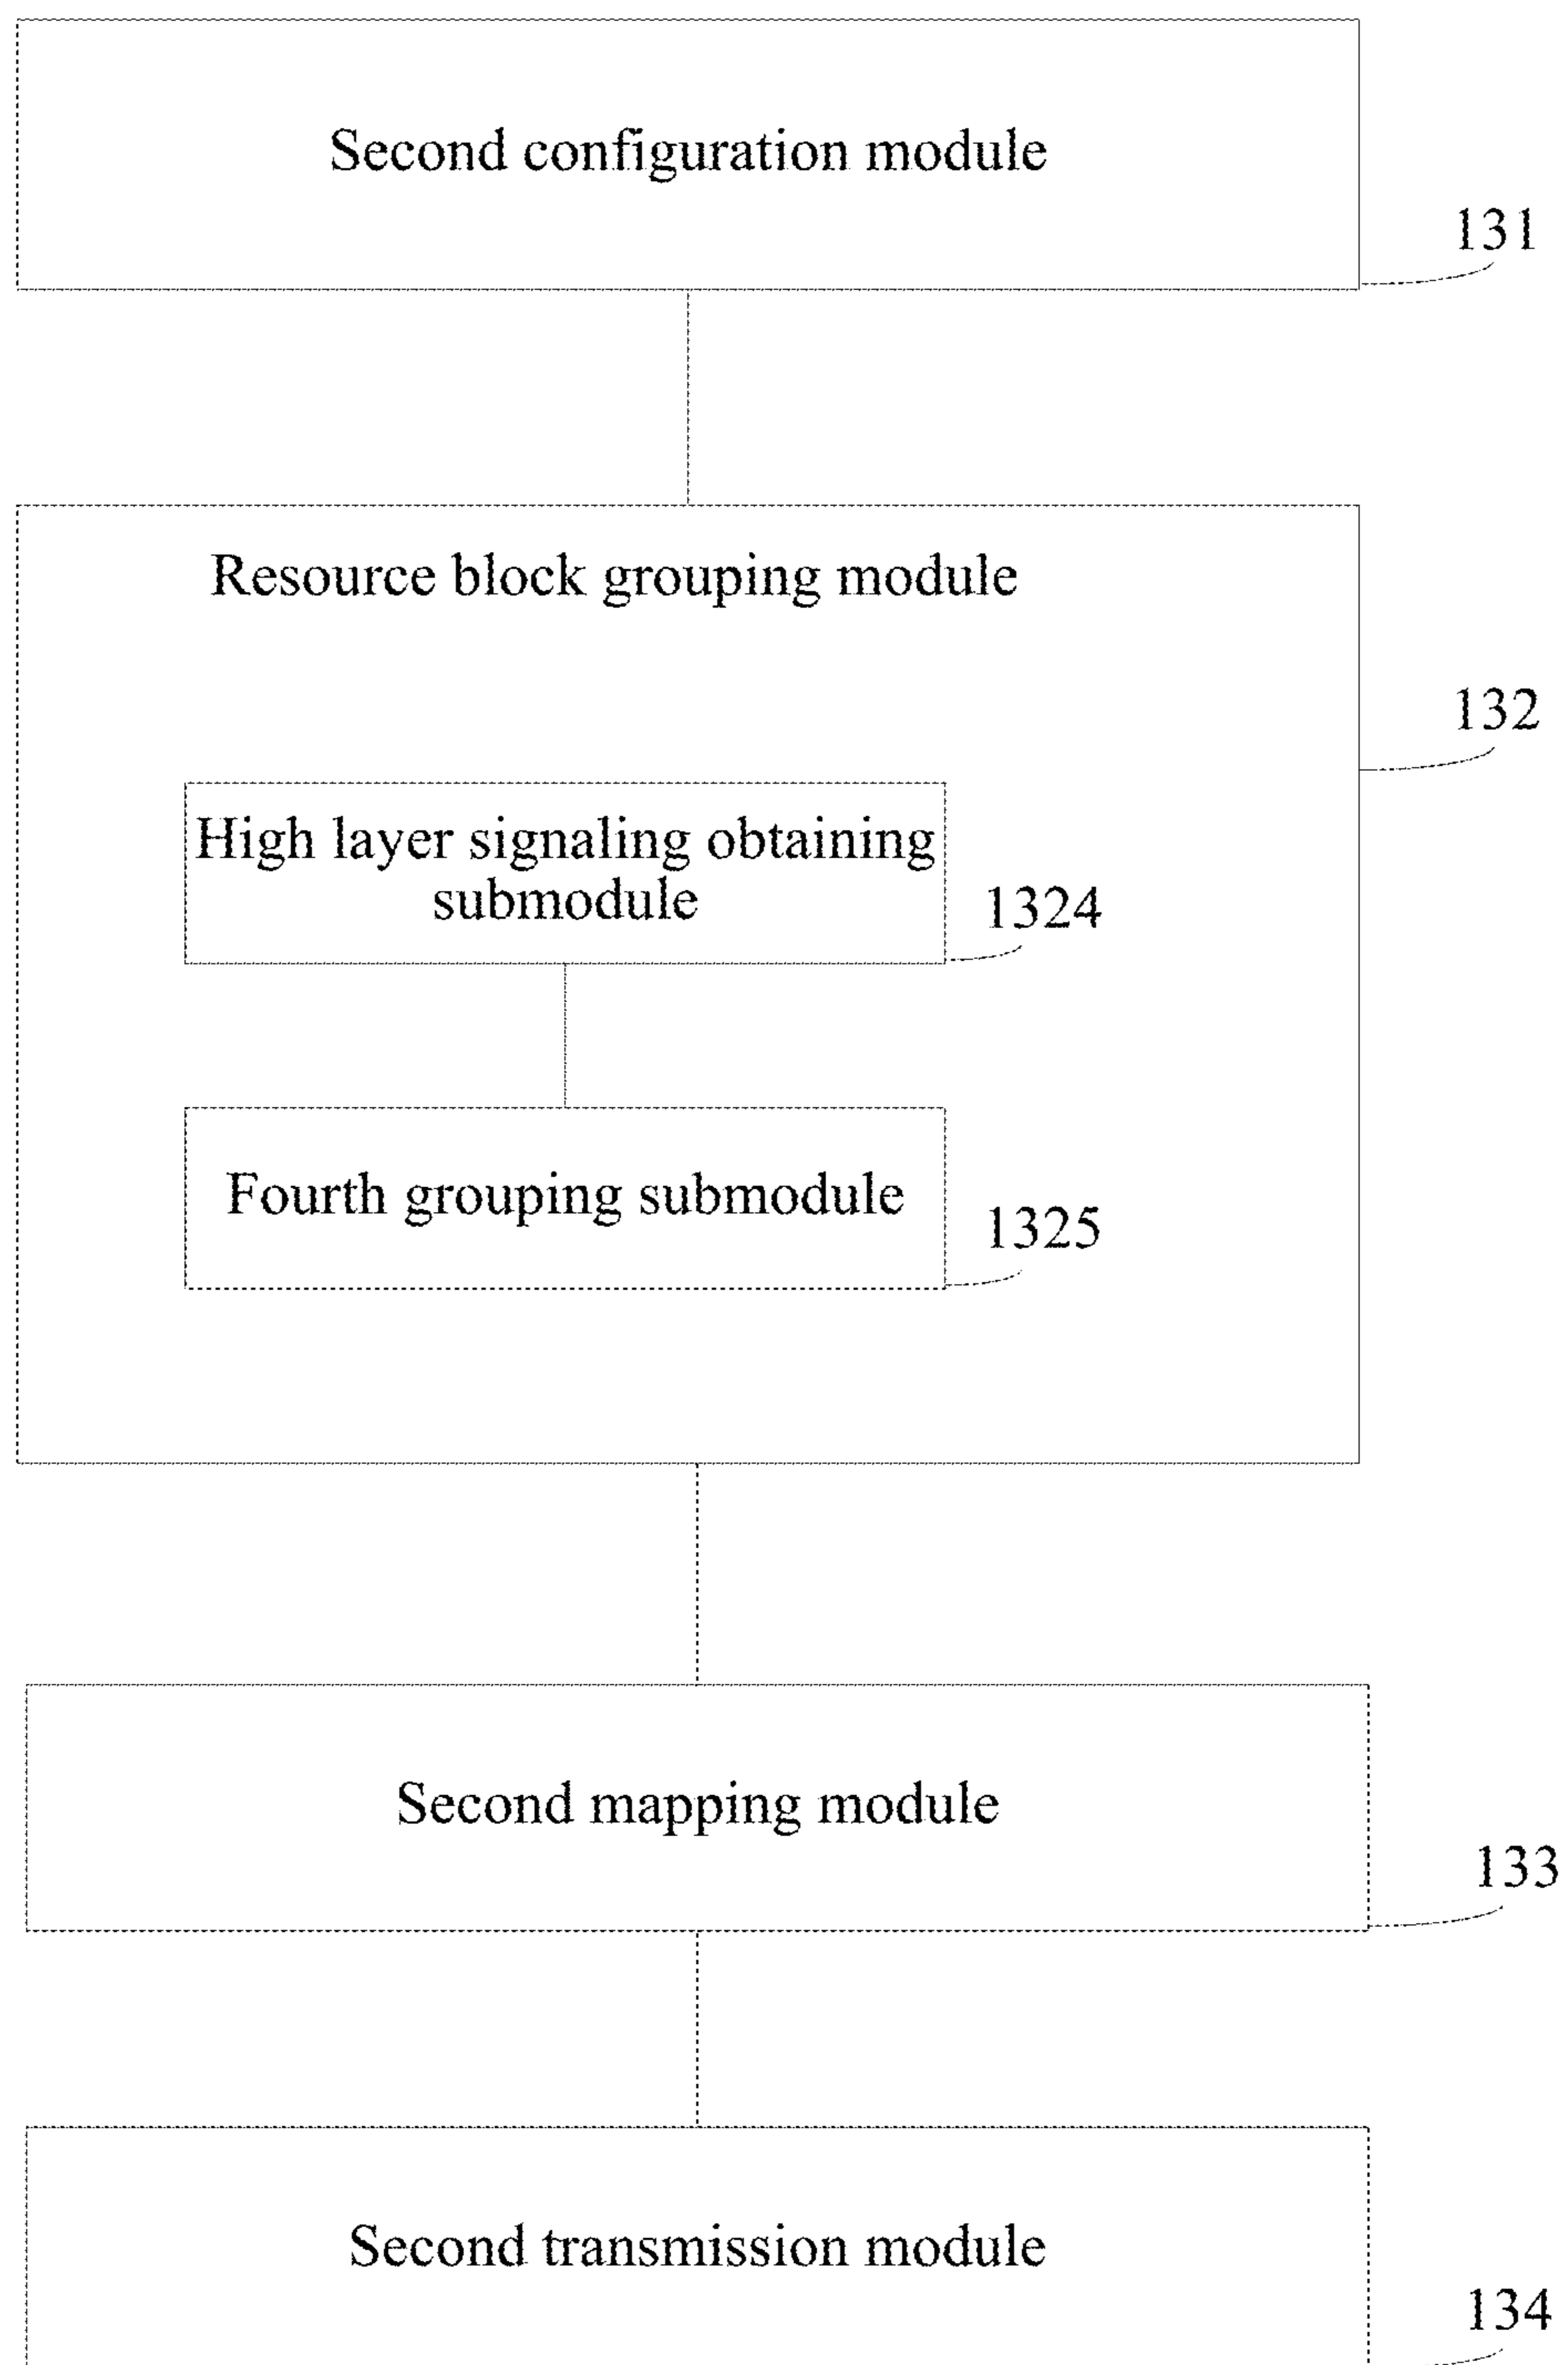 Second configuration module
131
Resource block grouping module
132
High layer signaling obtaining
submodule
1324
Fourth grouping submodule
1325
Second mapping module
133
Second transmission module
134